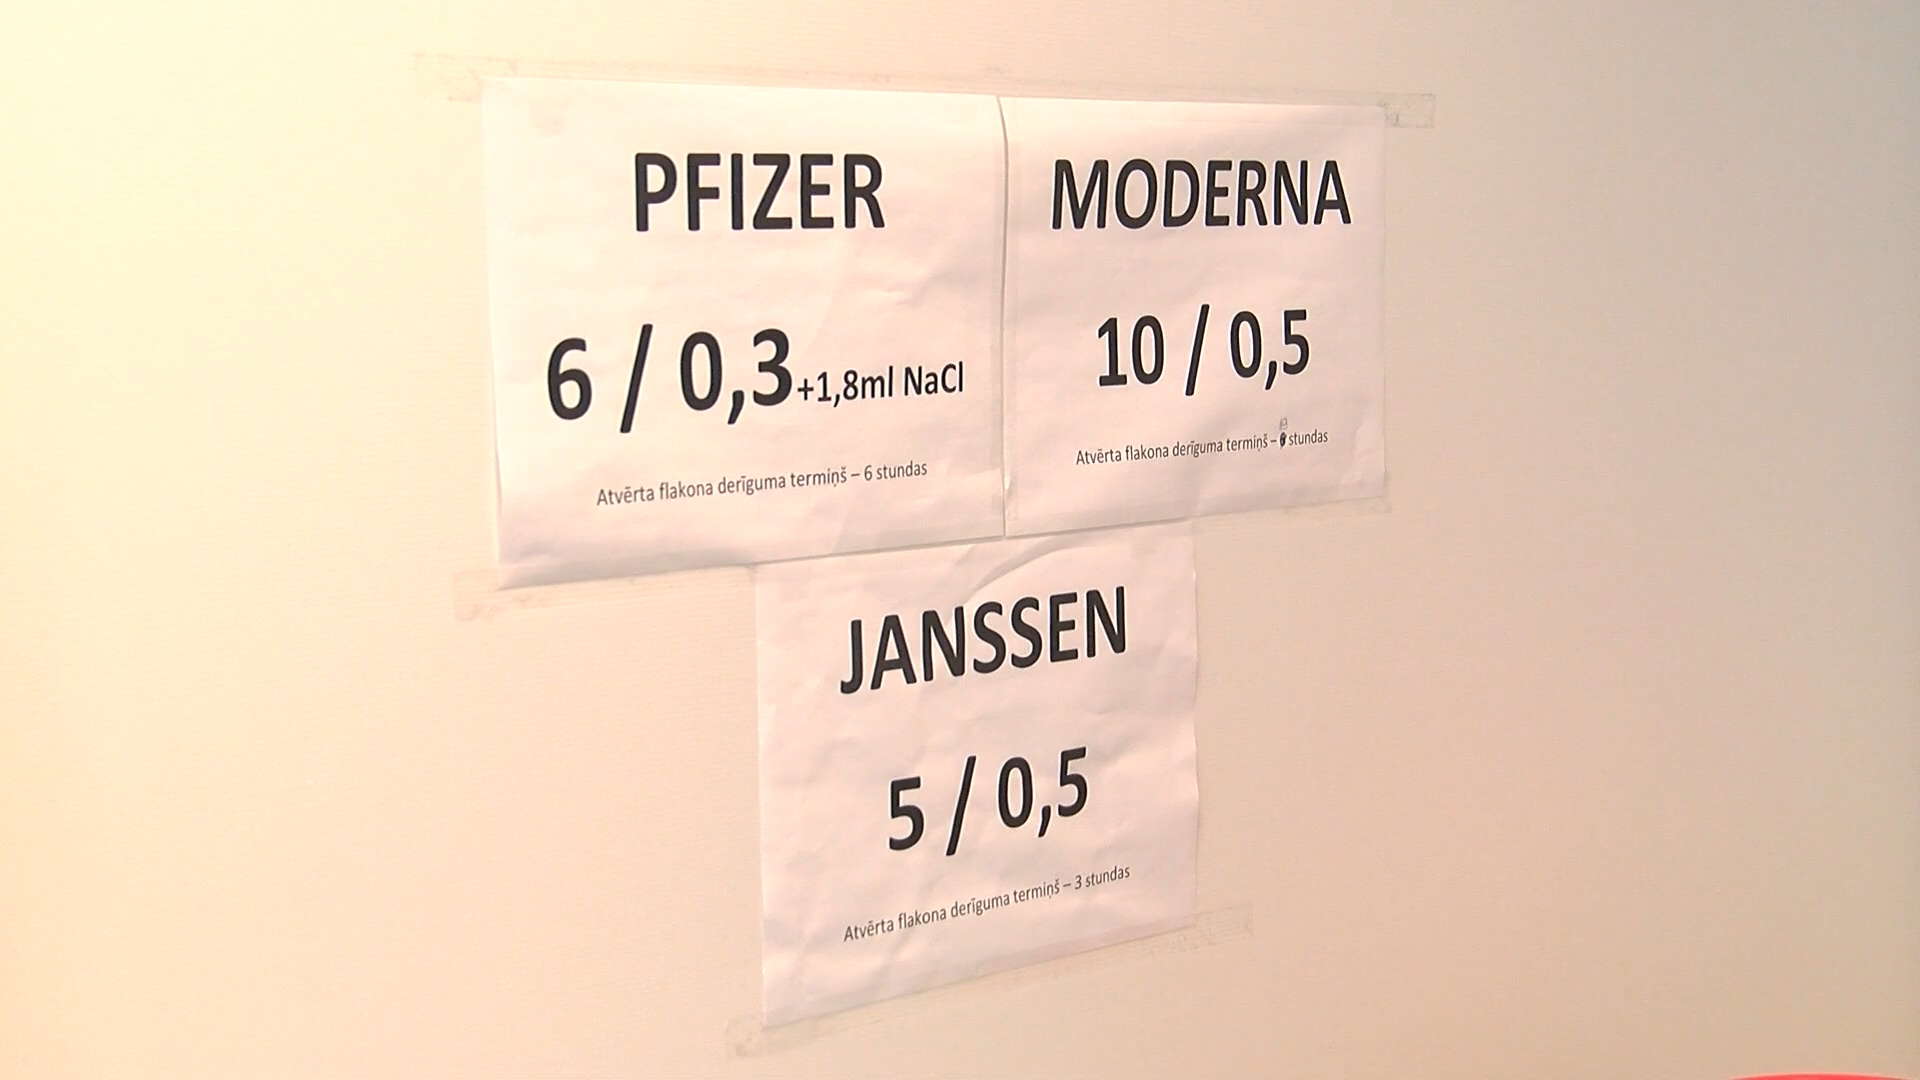 PFIZER
6 / 0,3 +1,8ml NaCl
Atvērta flakona derīguma termiņš – 6 stundas
MODERNA
10 / 0,5
Atvērta flakona derīguma termiņš – stundas
JANSSEN
5 / 0,5
Atvērta flakona derīguma termiņš – 3 stundas